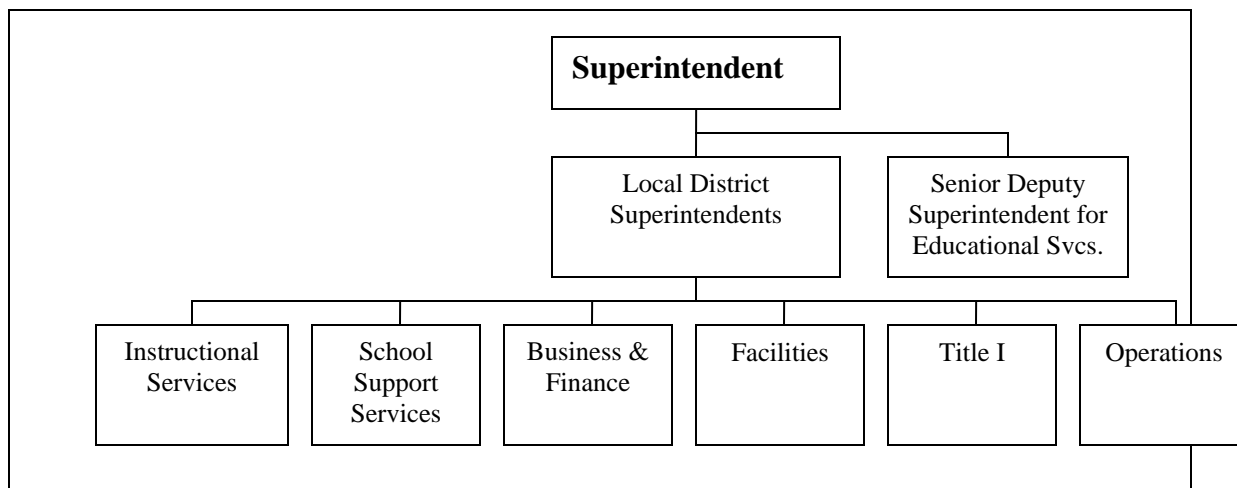 Superintendent
Local District
Superintendents
Senior Deputy
Superintendent for
Educational Svcs.
Instructional
Services
School
Support
Services
Business &
Finance
Facilities
Title I
Operations